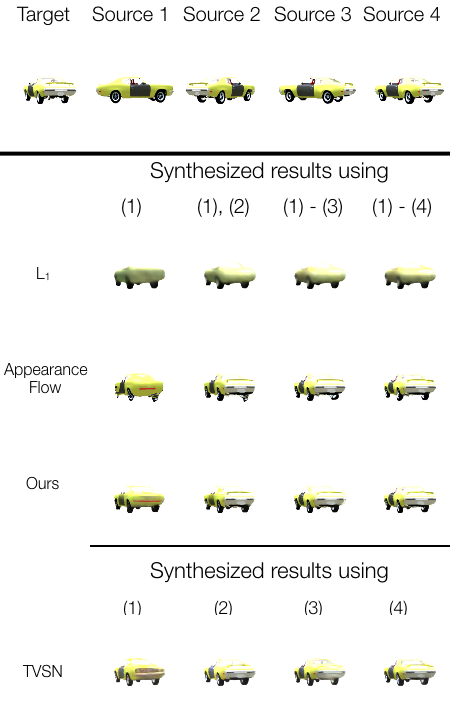 Target Source 1 Source 2 Source 3 Source 4
Synthesized results using
(1) (1), (2) (1) - (3) (1) - (4)
L₁
Appearance
Flow
Ours
Synthesized results using
(1) (2) (3) (4)
TVSN